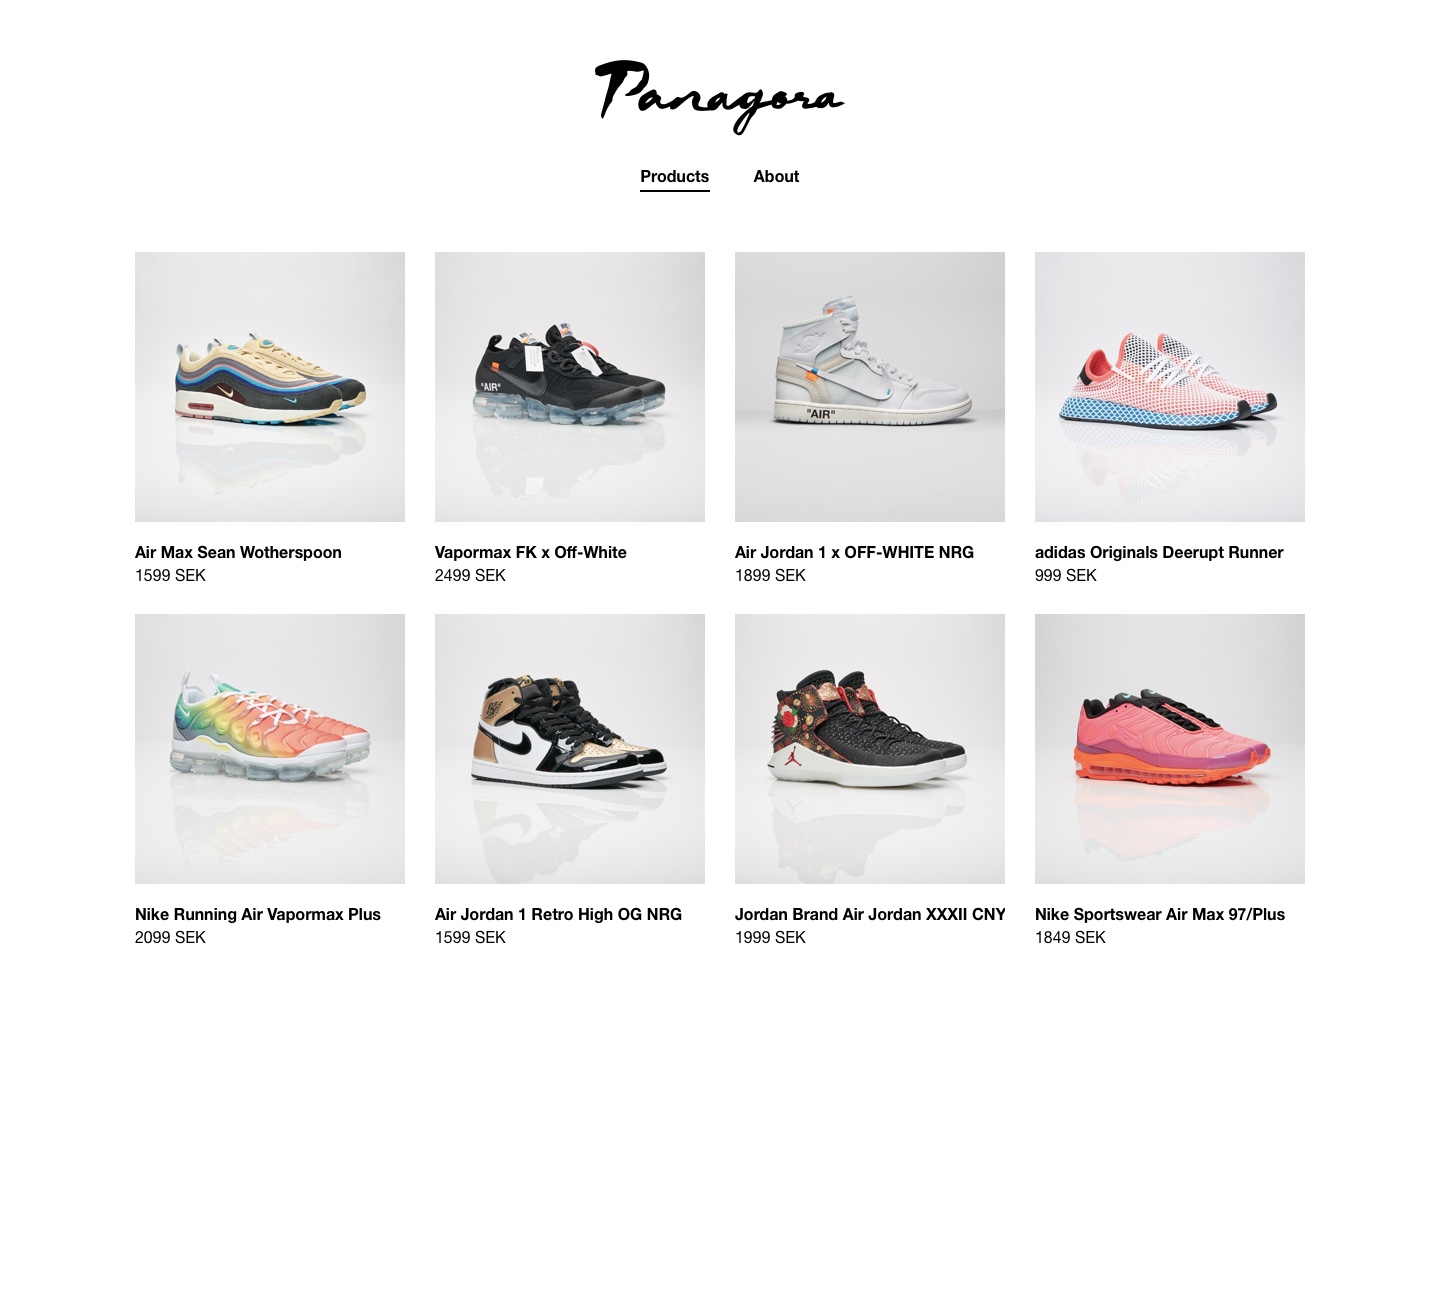 Panagora
Products About
"AIR"
"AIR"
Air Max Sean Wotherspoon
1599 SEK
Vapormax FK x Off-White
2499 SEK
Air Jordan 1 x OFF-WHITE NRG
1899 SEK
adidas Originals Deerupt Runner
999 SEK
Nike Running Air Vapormax Plus
2099 SEK
Air Jordan 1 Retro High OG NRG
1599 SEK
Jordan Brand Air Jordan XXXII CNY
1999 SEK
Nike Sportswear Air Max 97/Plus
1849 SEK